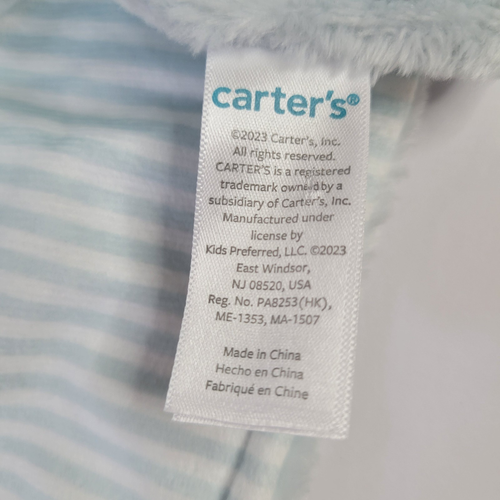 carter's®
©2023 Carter's, Inc.
All rights reserved.
CARTER'S is a registered
trademark owned by a
subsidiary of Carter's, Inc.
Manufactured under
license by
Kids Preferred, LLC. ©2023
East Windsor,
NJ 08520, USA
Reg. No. PA8253(HK),
ME-1353, MA-1507
Made in China
Hecho en China
Fabriqué en Chine